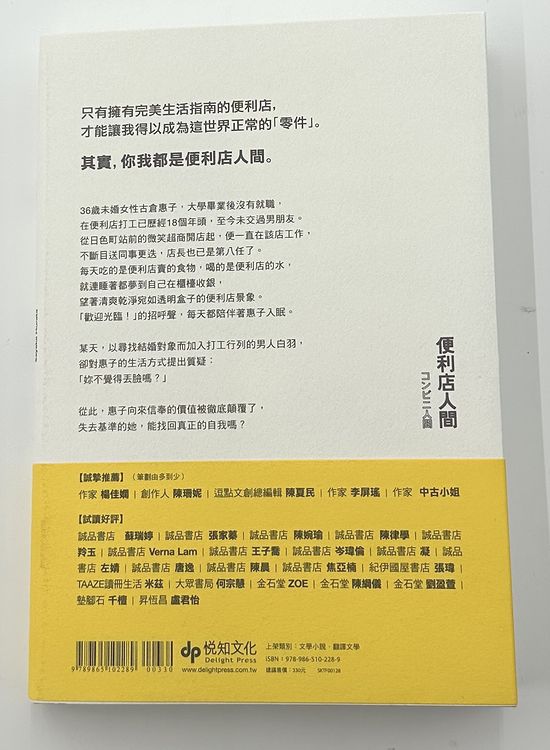 只有擁有完美生活指南的便利店，
才能讓我得以成為這世界正常的「零件」。
其實，你我都是便利店人間。
36歲未婚女性古倉惠子，大學畢業後沒有就職，
在便利店打工已歷經18個年頭，至今未交過男朋友。
從日色町站前的微笑超商開店起，便一直在該店工作，
不斷目送同事更迭，店長也已是第八任了。
每天吃的是便利店賣的食物，喝的是便利店的水，
就連睡著都夢到自己在櫃檯收銀，
望著清爽乾淨宛如透明盒子的便利店景象。
「歡迎光臨！」的招呼聲，每天都陪伴著惠子入眠。
某天，以尋找結婚對象而加入打工行列的男人白羽，
卻對惠子的生活方式提出質疑：
「妳不覺得丟臉嗎？」
從此，惠子向來信奉的價值被徹底顛覆了，
失去基準的她，能找回真正的自我嗎？
便利店人間
コンビニ人間
【誠摯推薦】（筆劃由多到少）
作家 楊佳嫻｜創作人 陳珊妮｜逗點文創總編輯 陳夏民｜作家 李屏瑤｜作家 中古小姐
【試讀好評】
誠品書店 蘇瑞婷｜誠品書店 張家蓁｜誠品書店 陳婉瑜｜誠品書店 陳律學｜誠品書店
羚玉｜誠品書店 Verna Lam｜誠品書店 王子喬｜誠品書店 岑瑋倫｜誠品書店 凝｜誠品
書店 左婧｜誠品書店 唐逸｜誠品書店 陳晨｜誠品書店 焦亞楠｜紀伊國屋書店 張瑋｜
TAAZE讀冊生活 米茲｜大眾書局 何宗慧｜金石堂 ZOE｜金石堂 陳綢儀｜金石堂 劉盈萱｜
墊腳石 千檀｜昇恆昌 盧君怡
9 789865 102289 00330
dp 悅知文化
Delight Press
www.delightpress.com.tw
上架類別：文學小說．翻譯文學
ISBN：978-986-510-228-9
建議售價：330元 SKTF00128